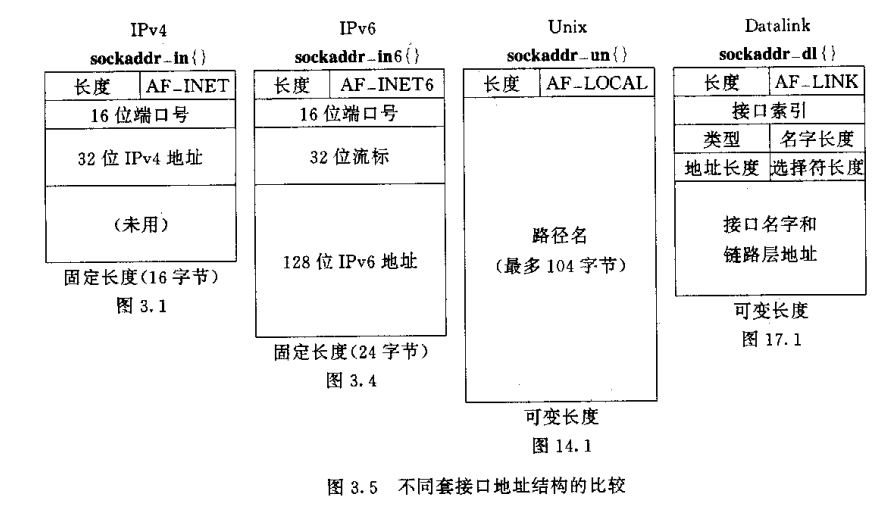 IPv4 IPv6 Unix Datalink
sockaddr_in{} sockaddr_in6{} sockaddr_un{} sockaddr_dl{}
长度 AF_INET 长度 AF_INET6 长度 AF_LOCAL 长度 AF_LINK
16 位端口号 16 位端口号 接口索引
类型 名字长度
32 位 IPv4 地址 32 位流标
地址长度 选择符长度
(未用) 接口名字和
路径名
链路层地址
128 位 IPv6 地址 (最多 104 字节)
固定长度(16 字节)
图 3.1 可变长度
图 17.1
固定长度(24 字节)
图 3.4
可变长度
图 14.1
图 3.5 不同套接口地址结构的比较